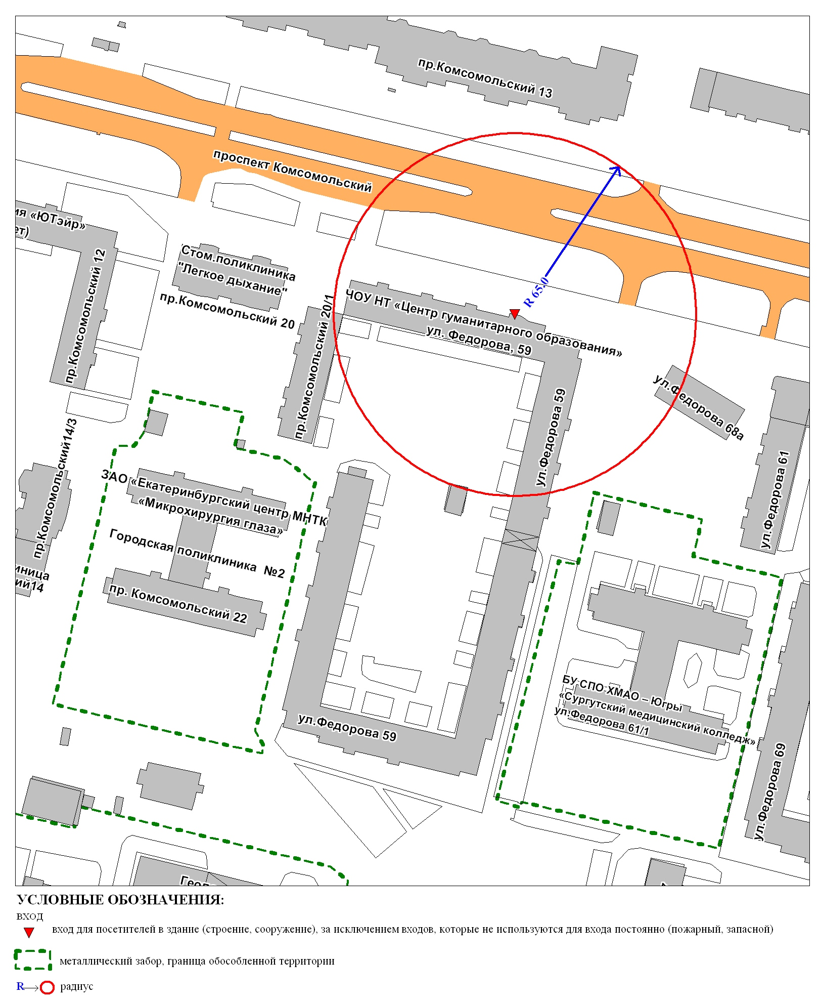 пр.Комсомольский 13
проспект Комсомольский
«ЮТэйр»
пр.Комсомольский 12
Стом.поликлиника
"Легкое дыхание"
пр.Комсомольский 20
пр.Комсомольский 20/1
R 65.0
ЧОУ НТ «Центр гуманитарного образования»
ул. Федорова, 59
ул.Федорова 59
ул.Федорова 68а
ул.Федорова 61
пр.Комсомольский14/3
ЗАО «Екатеринбургский центр МНТК
«Микрохирургия глаза»
Городская поликлиника №2
пр. Комсомольский 22
ул.Федорова 59
БУ СПО ХМАО – Югры
«Сургутский медицинский колледж»
ул.Федорова 61/1
ул.Федорова 69
УСЛОВНЫЕ ОБОЗНАЧЕНИЯ:
вход
вход для посетителей в здание (строение, сооружение), за исключением входов, которые не используются для входа постоянно (пожарный, запасной)
металлический забор, граница обособленной территории
R
радиус